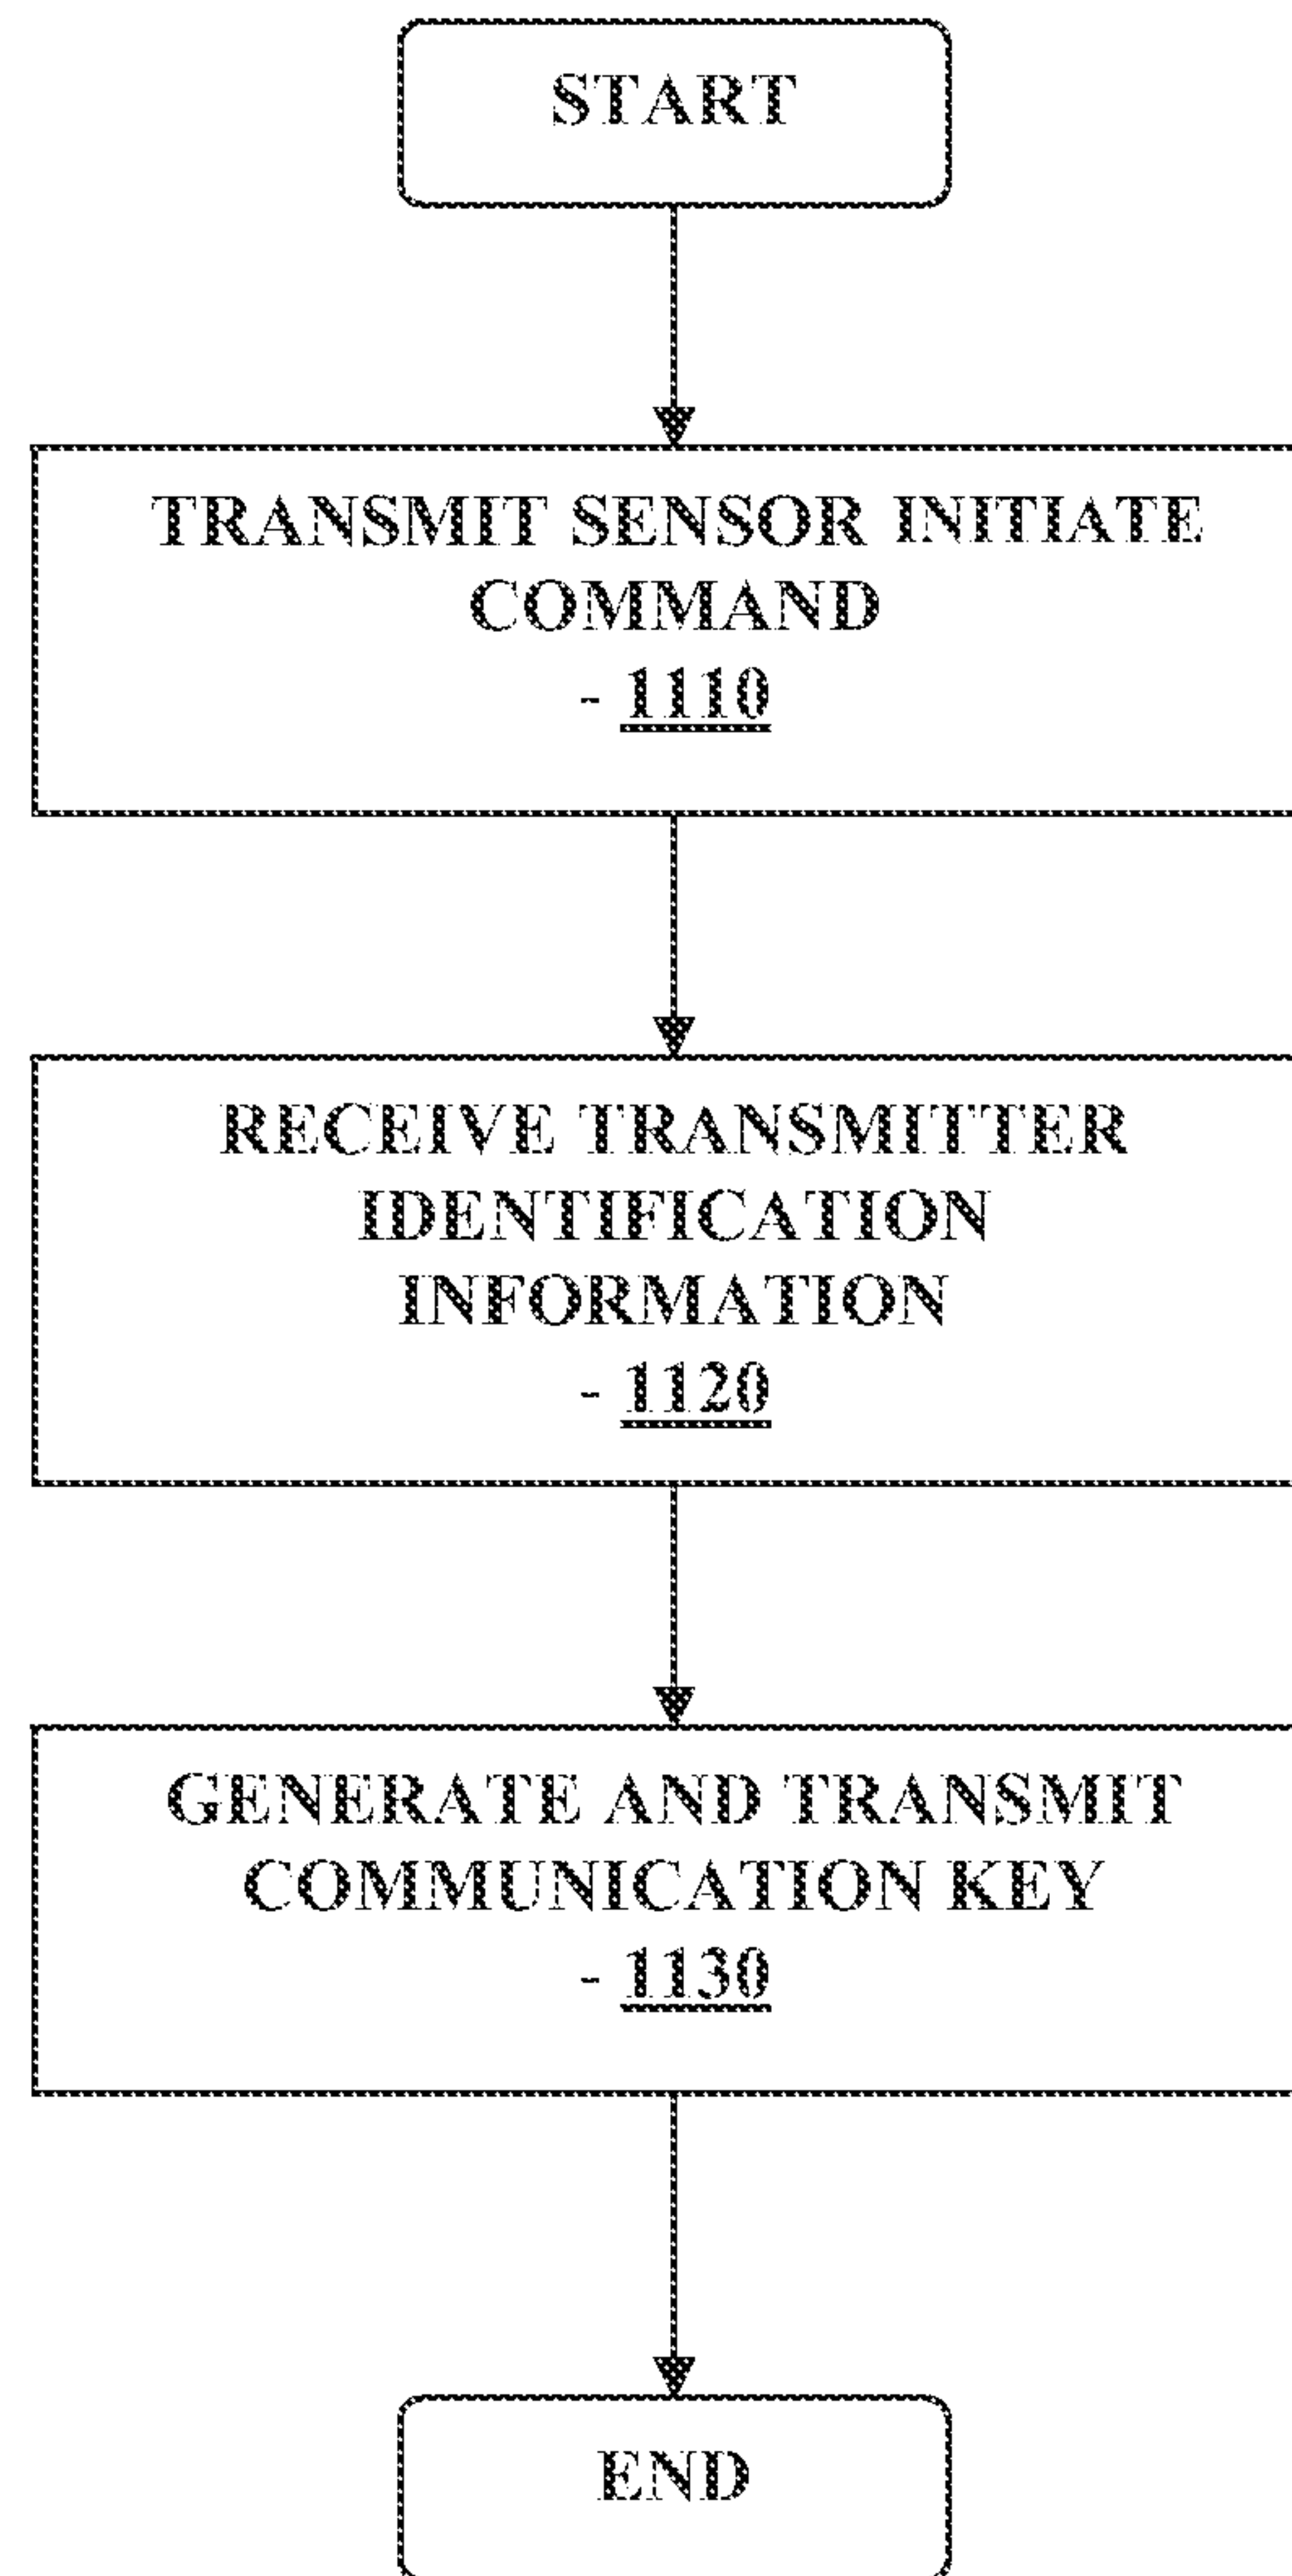 START
TRANSMIT SENSOR INITIATE
COMMAND
- 1110
RECEIVE TRANSMITTER
IDENTIFICATION
INFORMATION
- 1120
GENERATE AND TRANSMIT
COMMUNICATION KEY
- 1130
END